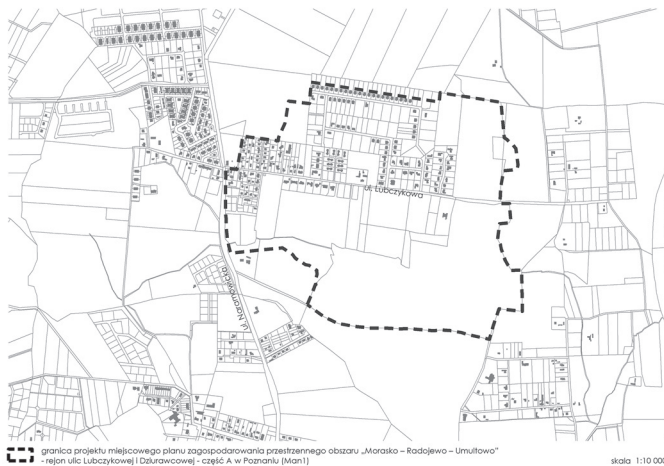 ul. Lubczykowa
ul. Naramowicka
granica projektu miejscowego planu zagospodarowania przestrzennego obszaru „Morasko – Radojewo – Umultowo”
- rejon ulic Lubczykowej i Dziurawcowej - część A w Poznaniu (Man1)
skala 1:10 000